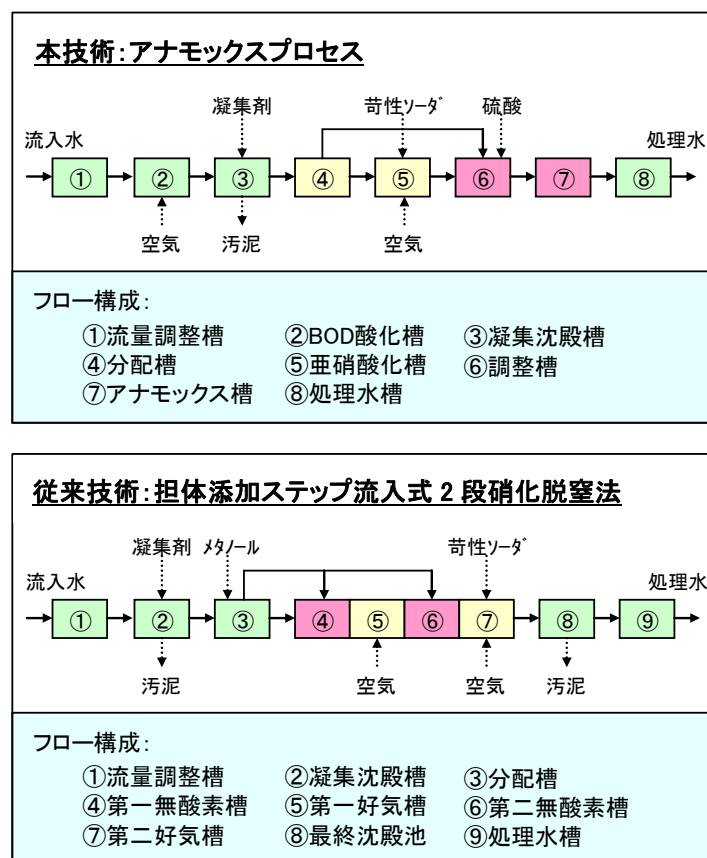 本技術:アナモックスプロセス
凝集剤 苛性ソーダ 硫酸
流入水 処理水
① ② ③ ④ ⑤ ⑥ ⑦ ⑧
空気 汚泥 空気
フロー構成:
①流量調整槽 ②BOD酸化槽 ③凝集沈殿槽
④分配槽 ⑤亜硝酸化槽 ⑥調整槽
⑦アナモックス槽 ⑧処理水槽
従来技術:担体添加ステップ流入式 2 段硝化脱窒法
凝集剤 メタノール 苛性ソーダ
流入水 処理水
① ② ③ ④ ⑤ ⑥ ⑦ ⑧ ⑨
汚泥 空気 空気 汚泥
フロー構成:
①流量調整槽 ②凝集沈殿槽 ③分配槽
④第一無酸素槽 ⑤第一好気槽 ⑥第二無酸素槽
⑦第二好気槽 ⑧最終沈殿池 ⑨処理水槽